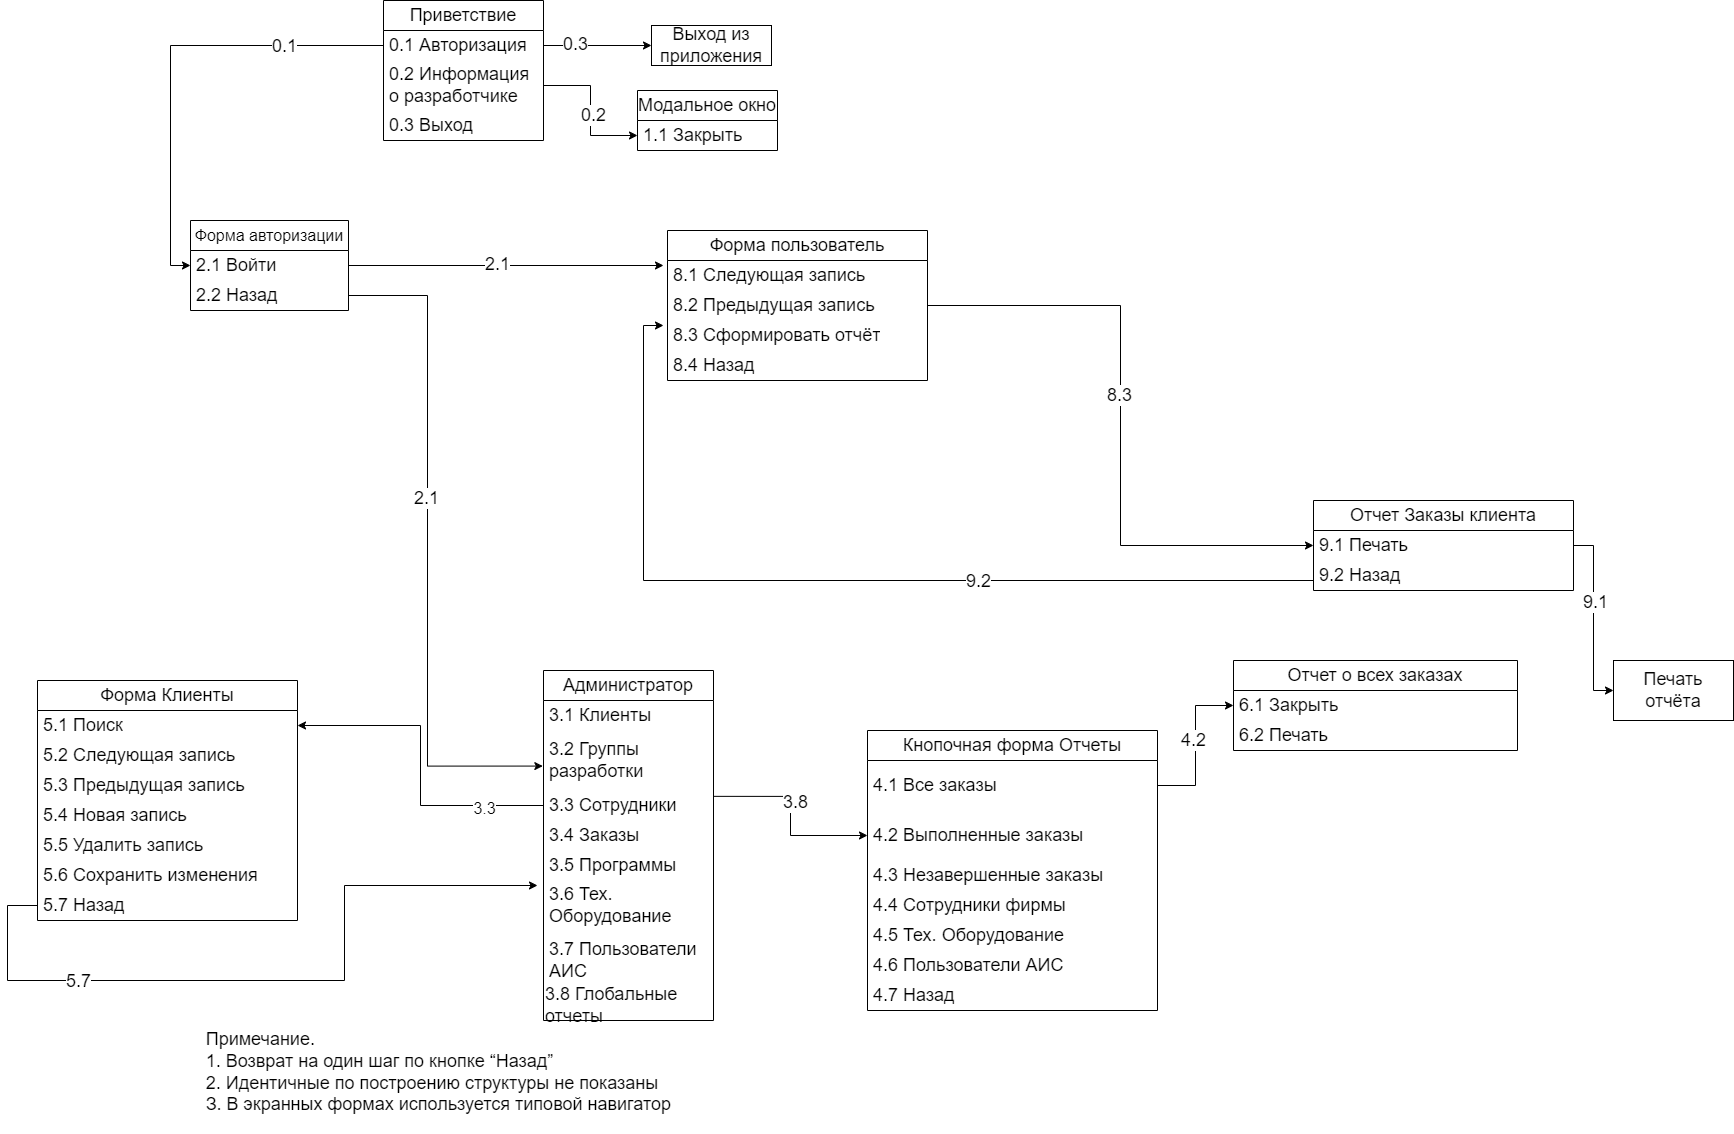 Приветствие
0.1 Авторизация
0.2 Информация
о разработчике
0.3 Выход
0.1
0.3
Выход из
приложения
0.2
Модальное окно
1.1 Закрыть
Форма авторизации
2.1 Войти
2.2 Назад
2.1
Форма пользователь
8.1 Следующая запись
8.2 Предыдущая запись
8.3 Сформировать отчёт
8.4 Назад
8.3
2.1
Отчет Заказы клиента
9.1 Печать
9.2 Назад
9.2
9.1
Печать
отчёта
Форма Клиенты
5.1 Поиск
5.2 Следующая запись
5.3 Предыдущая запись
5.4 Новая запись
5.5 Удалить запись
5.6 Сохранить изменения
5.7 Назад
5.7
3.3
Администратор
3.1 Клиенты
3.2 Группы
разработки
3.3 Сотрудники
3.4 Заказы
3.5 Программы
3.6 Тех.
Оборудование
3.7 Пользователи
АИС
3.8 Глобальные
отчеты
3.8
Кнопочная форма Отчеты
4.1 Все заказы
4.2 Выполненные заказы
4.3 Незавершенные заказы
4.4 Сотрудники фирмы
4.5 Тех. Оборудование
4.6 Пользователи АИС
4.7 Назад
4.2
Отчет о всех заказах
6.1 Закрыть
6.2 Печать
Примечание.
1. Возврат на один шаг по кнопке “Назад”
2. Идентичные по построению структуры не показаны
3. В экранных формах используется типовой навигатор